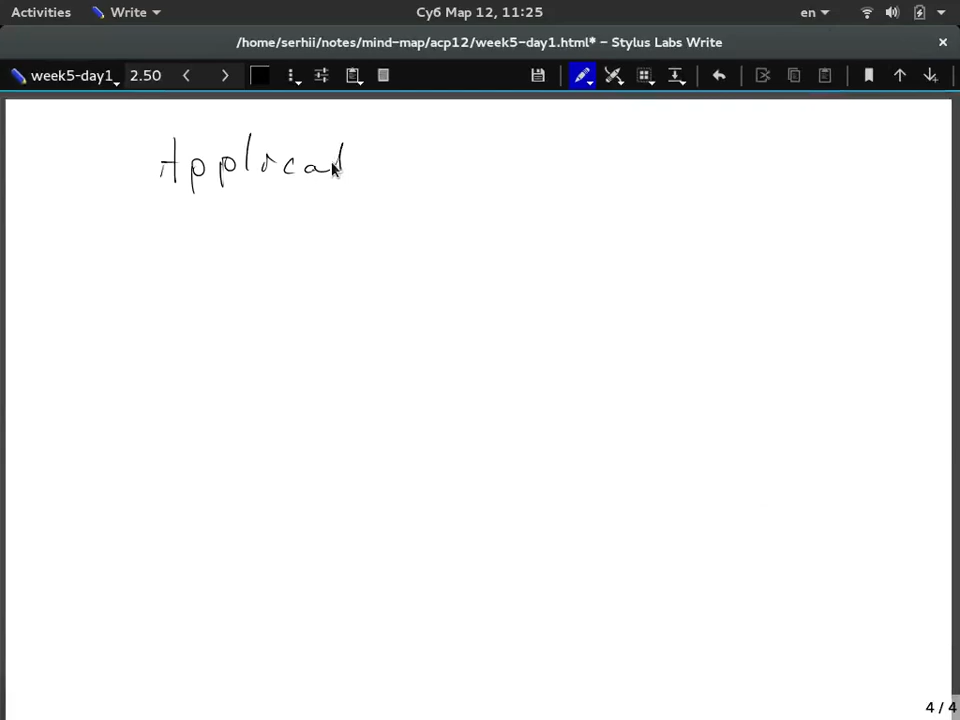 Activities Write Суб Мар 12, 11:25 en
/home/serhii/notes/mind-map/acp12/week5-day1.html* – Stylus Labs Write ×
week5-day1 2.50
Applicat
4 / 4